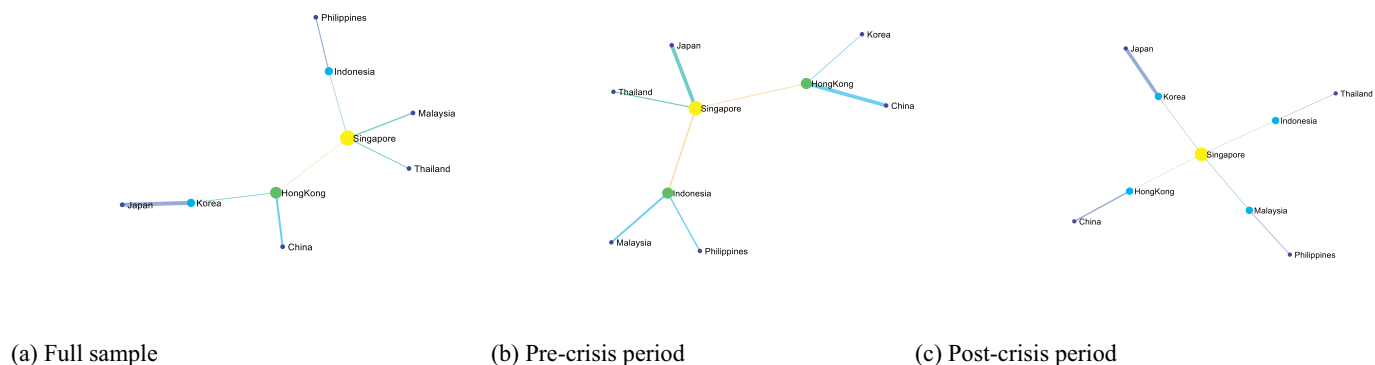 Philippines
Indonesia
Malaysia
Singapore
Thailand
HongKong
Japan
Korea
China
(a) Full sample
Korea
Japan
HongKong
Thailand
China
Singapore
Indonesia
Malaysia
Philippines
(b) Pre-crisis period
Japan
Thailand
Korea
Indonesia
Singapore
HongKong
Malaysia
China
Philippines
(c) Post-crisis period